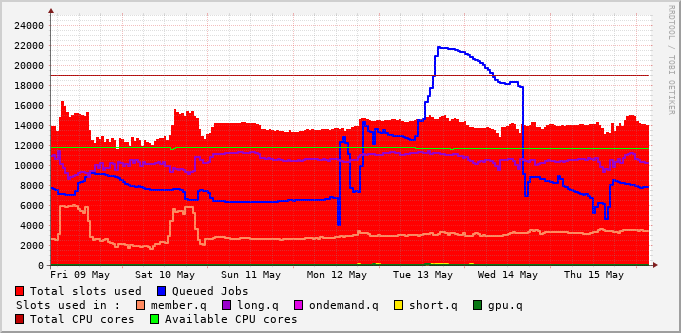 RRDTOOL / TOBI OETIKER
24000
22000
20000
18000
16000
14000
12000
10000
8000
6000
4000
2000
0
Fri 09 May Sat 10 May Sun 11 May Mon 12 May Tue 13 May Wed 14 May Thu 15 May
Total slots used Queued Jobs
Slots used in : member.q long.q ondemand.q short.q gpu.q
Total CPU cores Available CPU cores